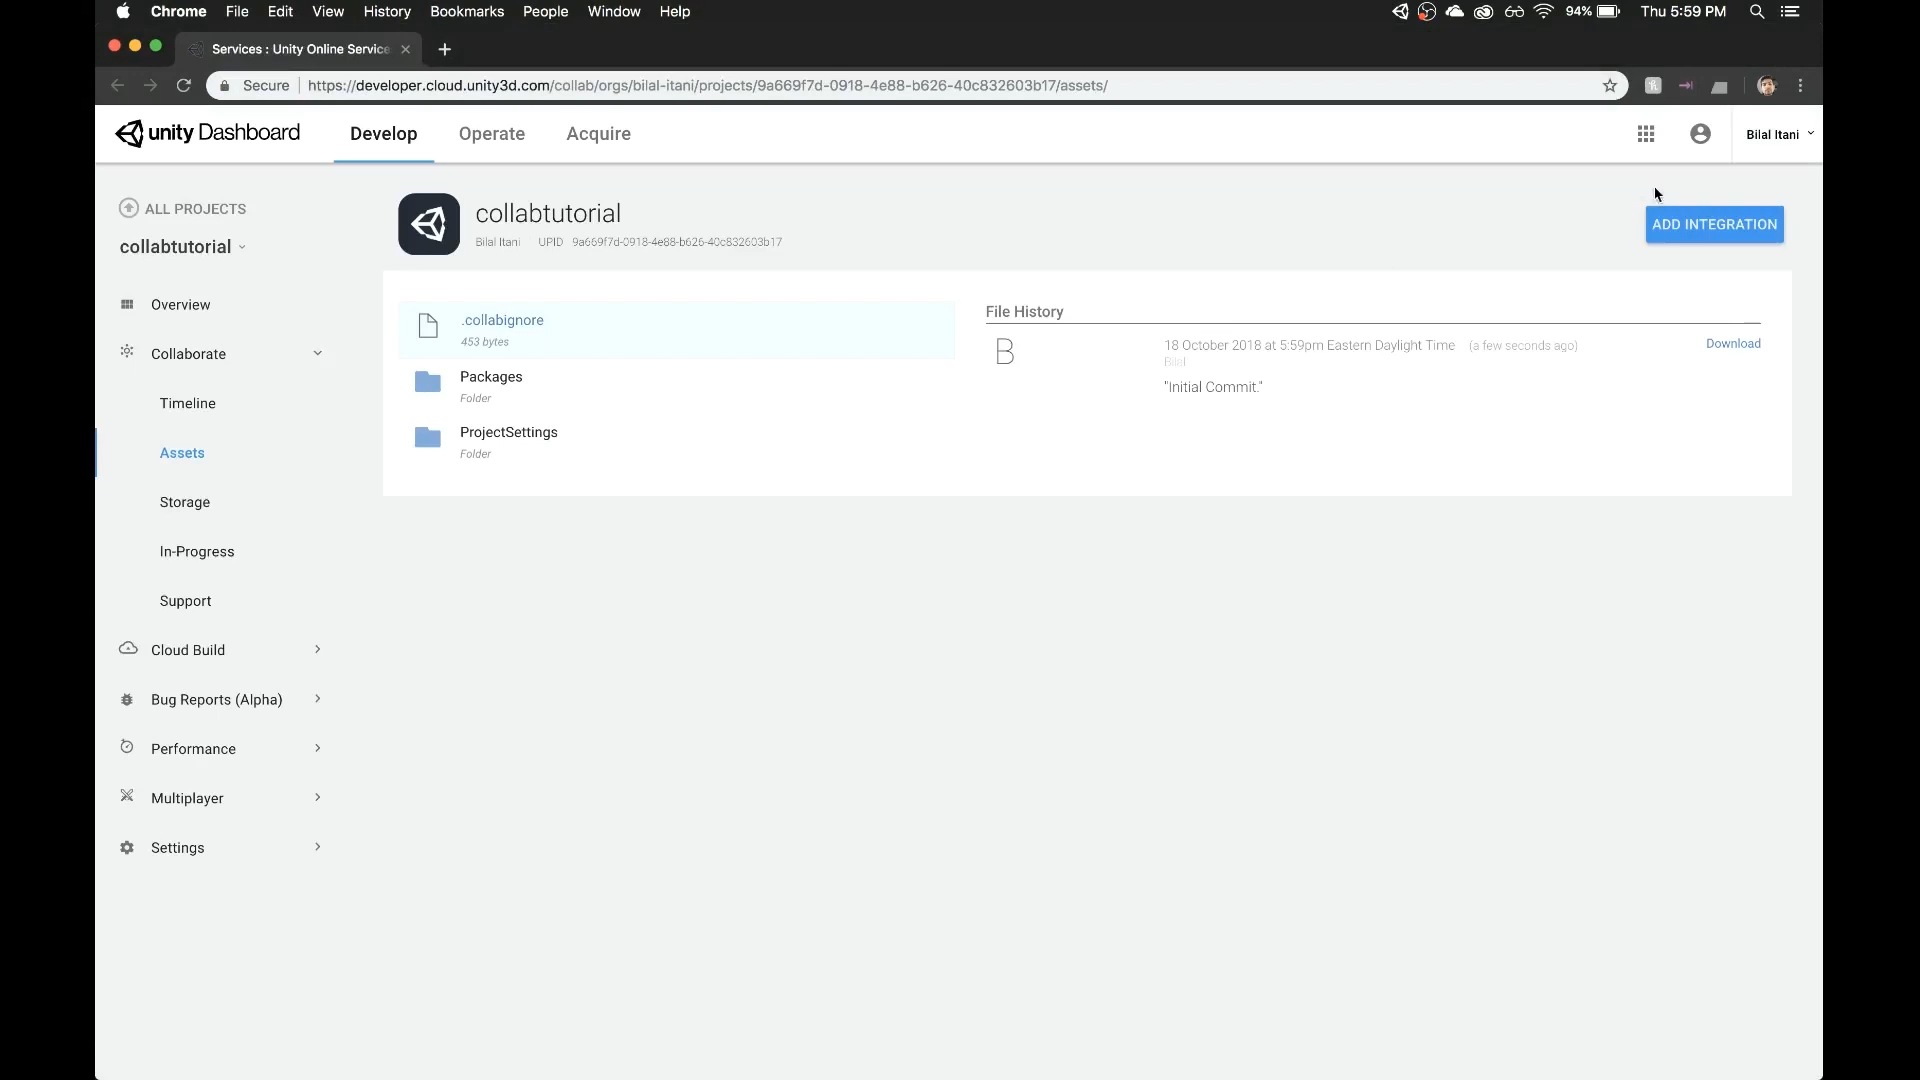 Chrome File Edit View History Bookmarks People Window Help 94% Thu 5:59 PM
Services : Unity Online Service
Secure https://developer.cloud.unity3d.com/collab/orgs/bilal-itani/projects/9a669f7d-0918-4e88-b626-40c832603b17/assets/
unity Dashboard Develop Operate Acquire Bilal Itani
ALL PROJECTS
collabtutorial
Overview
Collaborate
Timeline
Assets
Storage
In-Progress
Support
Cloud Build
Bug Reports (Alpha)
Performance
Multiplayer
Settings
collabtutorial
Bilal Itani UPID 9a669f7d-0918-4e88-b626-40c832603b17
ADD INTEGRATION
.collabignore
453 bytes
Packages
Folder
ProjectSettings
Folder
File History
B
18 October 2018 at 5:59pm Eastern Daylight Time (a few seconds ago) Download
Bilal
"Initial Commit."